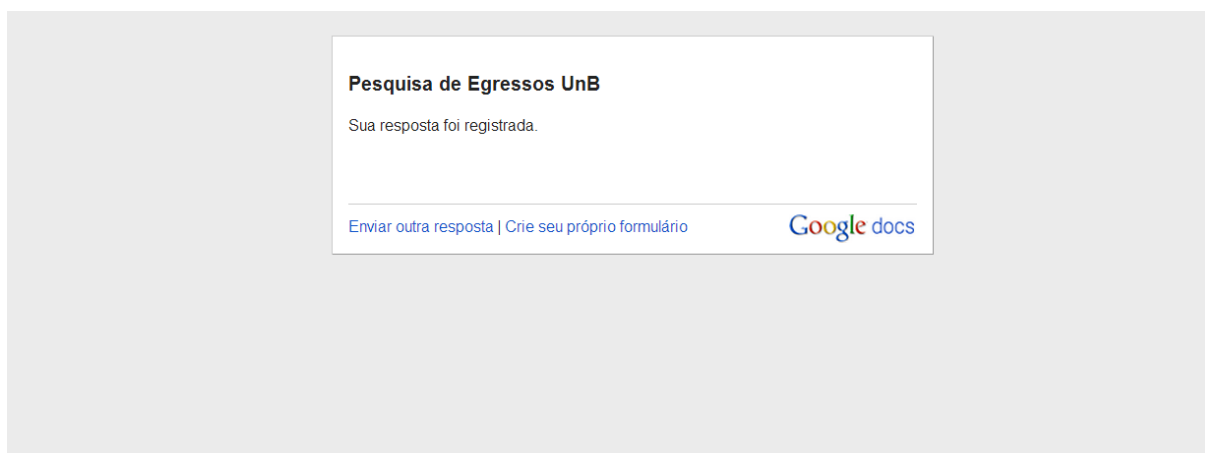 Pesquisa de Egressos UnB
Sua resposta foi registrada.
Enviar outra resposta | Crie seu próprio formulário Google docs